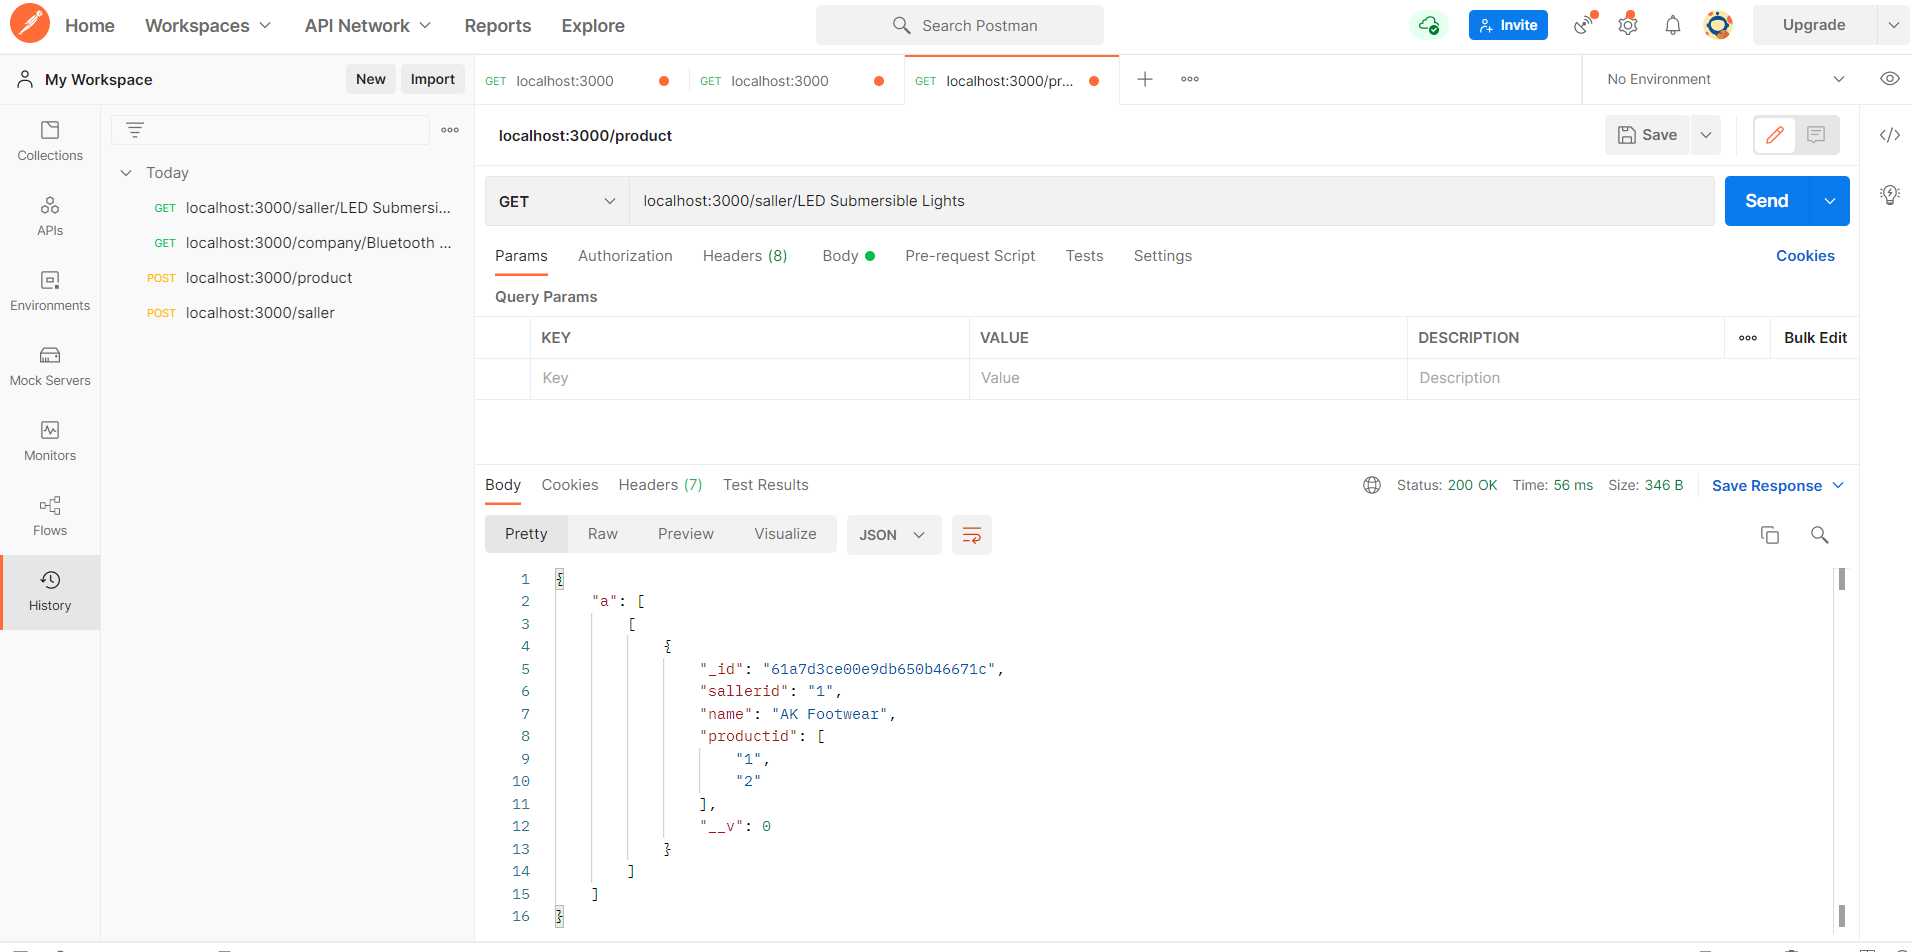 Home Workspaces API Network Reports Explore Search Postman Invite Upgrade
My Workspace New Import GET localhost:3000 GET localhost:3000 GET localhost:3000/pr... No Environment
Collections
APIs
Environments
Mock Servers
Monitors
Flows
History
Today
GET localhost:3000/saller/LED Submersi...
GET localhost:3000/company/Bluetooth ...
POST localhost:3000/product
POST localhost:3000/saller
localhost:3000/product Save
GET localhost:3000/saller/LED Submersible Lights Send
Params Authorization Headers (8) Body Pre-request Script Tests Settings Cookies
Query Params
KEY VALUE DESCRIPTION Bulk Edit
Key Value Description
Body Cookies Headers (7) Test Results Status: 200 OK Time: 56 ms Size: 346 B Save Response
Pretty Raw Preview Visualize JSON
1 {
2 "a": [
3 [
4 {
5 "_id": "61a7d3ce00e9db650b46671c",
6 "sallerid": "1",
7 "name": "AK Footwear",
8 "productid": [
9 "1",
10 "2"
11 ],
12 "__v": 0
13 }
14 ]
15 ]
16 }